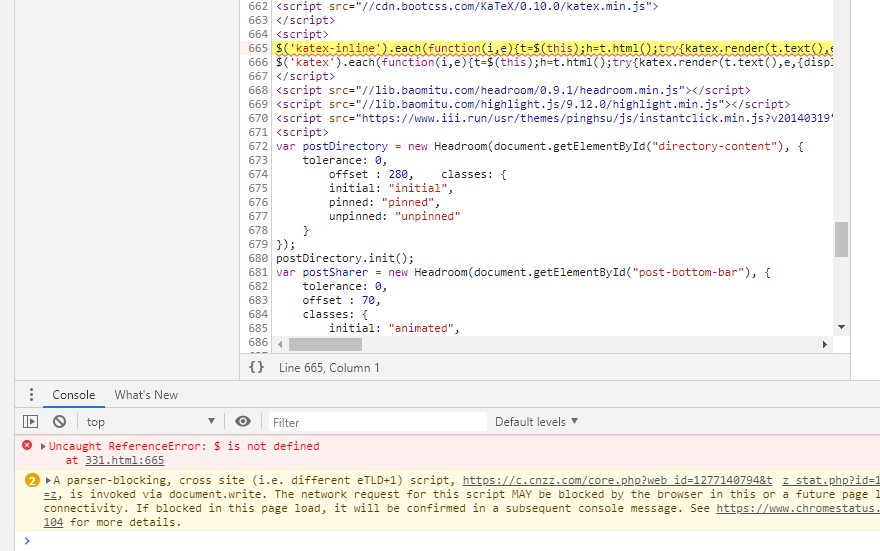 662 <script src="//cdn.bootcss.com/KaTeX/0.10.0/katex.min.js">
663 </script>
664 <script>
665 $('katex-inline').each(function(i,e){t=$(this);h=t.html();try{katex.render(t.text(),e
666 $('katex').each(function(i,e){t=$(this);h=t.html();try{katex.render(t.text(),e,{displ
667 </script>
668 <script src="//lib.baomitu.com/headroom/0.9.1/headroom.min.js"></script>
669 <script src="//lib.baomitu.com/highlight.js/9.12.0/highlight.min.js"></script>
670 <script src="https://www.iii.run/usr/themes/pinghsu/js/instantclick.min.js?v20140319"
671 <script>
672 var postDirectory = new Headroom(document.getElementById("directory-content"), {
673     tolerance: 0,
674         offset : 280,    classes: {
675         initial: "initial",
676         pinned: "pinned",
677         unpinned: "unpinned"
678     }
679 });
680 postDirectory.init();
681 var postSharer = new Headroom(document.getElementById("post-bottom-bar"), {
682     tolerance: 0,
683     offset : 70,
684     classes: {
685         initial: "animated",
686
{} Line 665, Column 1
Console What's New
top Filter Default levels
Uncaught ReferenceError: $ is not defined
at 331.html:665
2 A parser-blocking, cross site (i.e. different eTLD+1) script, https://c.cnzz.com/core.php?web_id=1277140794&t z_stat.php?id=1
=z, is invoked via document.write. The network request for this script MAY be blocked by the browser in this or a future page l
connectivity. If blocked in this page load, it will be confirmed in a subsequent console message. See https://www.chromestatus.
104 for more details.